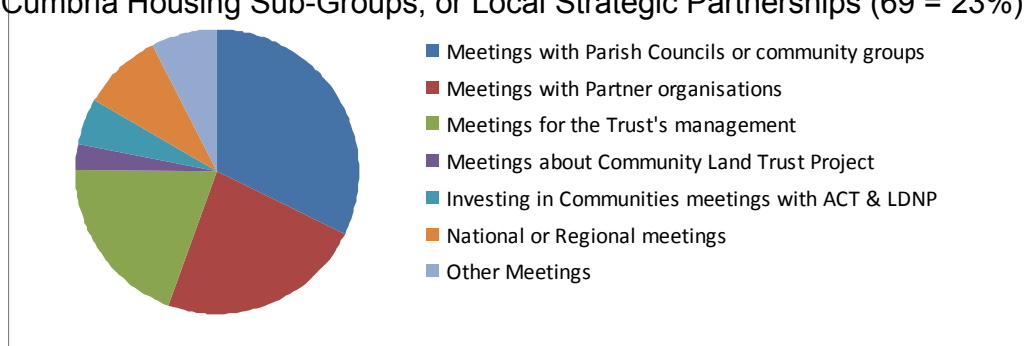 Cumbria Housing Sub-Groups, or Local Strategic Partnerships (69 = 23%)
Meetings with Parish Councils or community groups
Meetings with Partner organisations
Meetings for the Trust's management
Meetings about Community Land Trust Project
Investing in Communities meetings with ACT & LDNP
National or Regional meetings
Other Meetings